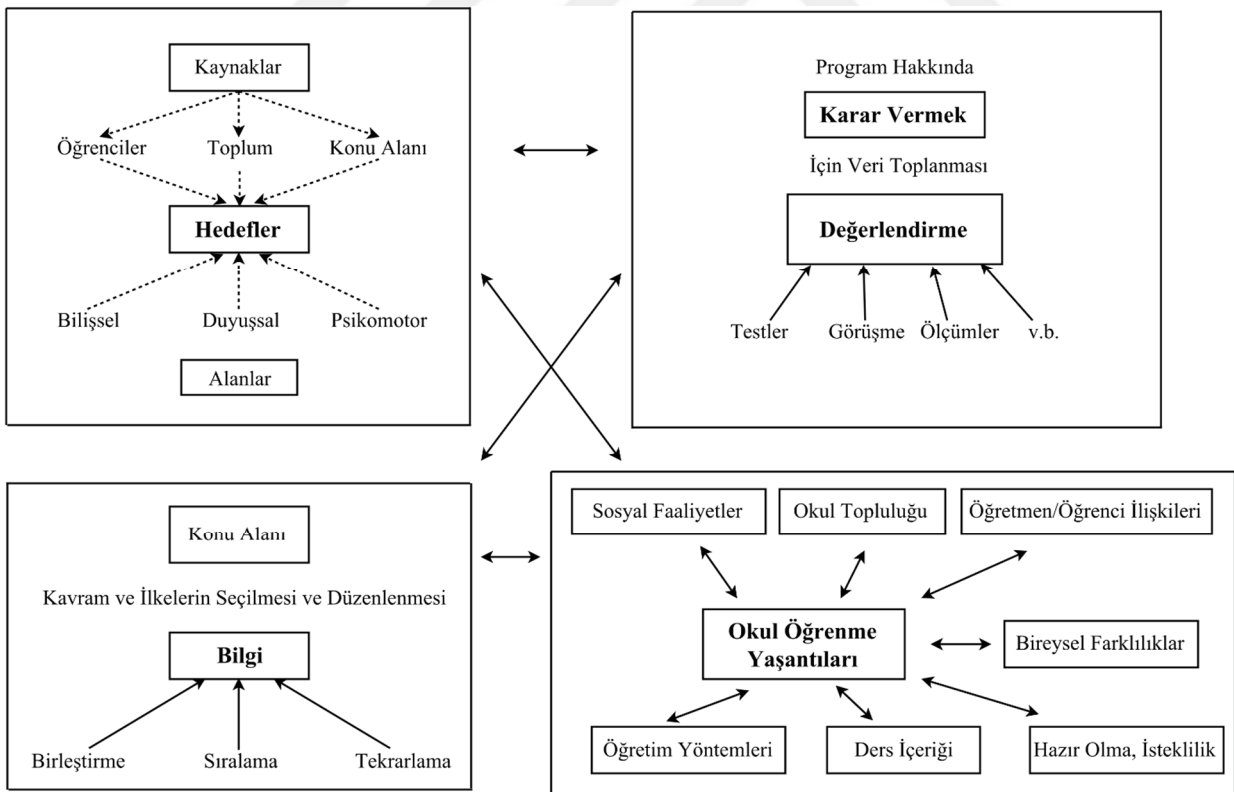 Kaynaklar
Öğrenciler Toplum Konu Alanı
Hedefler
Bilişsel Duyuşsal Psikomotor
Alanlar
Program Hakkında
Karar Vermek
İçin Veri Toplanması
Değerlendirme
Testler Görüşme Ölçümler v.b.
Konu Alanı
Kavram ve İlkelerin Seçilmesi ve Düzenlenmesi
Bilgi
Birleştirme Sıralama Tekrarlama
Sosyal Faaliyetler Okul Topluluğu Öğretmen/Öğrenci İlişkileri
Okul Öğrenme
Yaşantıları
Bireysel Farklılıklar
Öğretim Yöntemleri Ders İçeriği Hazır Olma, İsteklilik